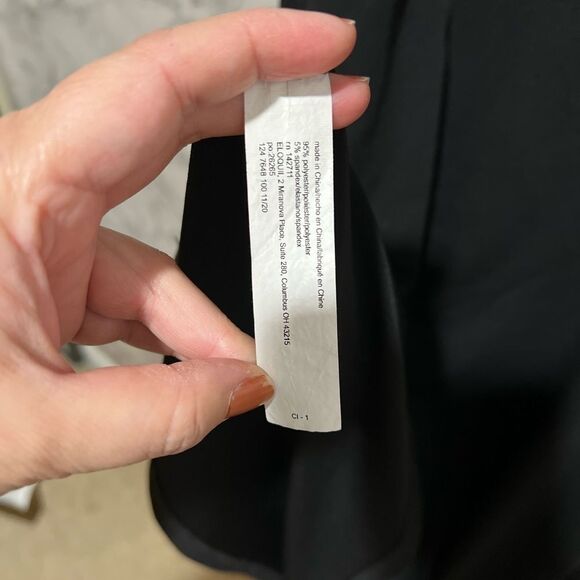 made in China/hecho en China/fabriqué en Chine
95% polyester/poliéster/polyester
5% spandex/elastano/spandex
rn 142711
ELOQUII, 2 Miranova Place, Suite 280, Columbus OH 43215
po 26265
124 7648 100 11/20
CI - 1